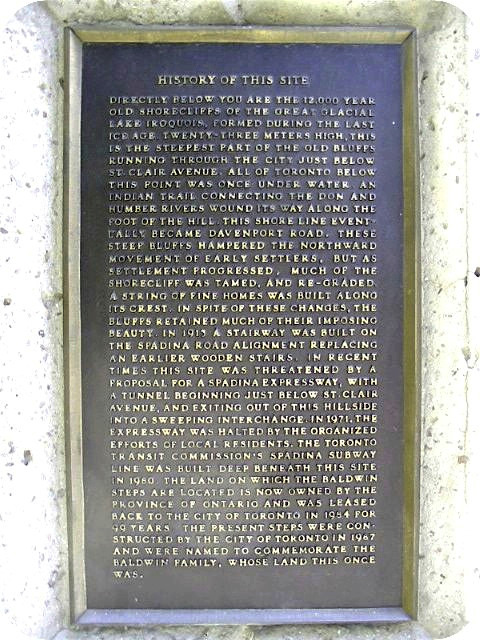 HISTORY OF THIS SITE
DIRECTLY BELOW YOU ARE THE 12,000 YEAR
OLD SHORECLIFFS OF THE GREAT GLACIAL
LAKE IROQUOIS, FORMED DURING THE LAST
ICE AGE. TWENTY-THREE METERS HIGH, THIS
IS THE STEEPEST PART OF THE OLD BLUFFS
RUNNING THROUGH THE CITY JUST BELOW
ST. CLAIR AVENUE. ALL OF TORONTO BELOW
THIS POINT WAS ONCE UNDER WATER. AN
INDIAN TRAIL CONNECTING THE DON AND
HUMBER RIVERS WOUND ITS WAY ALONG THE
FOOT OF THE HILL. THIS SHORE LINE EVENT-
UALLY BECAME DAVENPORT ROAD. THESE
STEEP BLUFFS HAMPERED THE NORTHWARD
MOVEMENT OF EARLY SETTLERS, BUT AS
SETTLEMENT PROGRESSED, MUCH OF THE
SHORECLIFF WAS TAMED, AND RE-GRADED.
A STRING OF FINE HOMES WAS BUILT ALONG
ITS CREST. IN SPITE OF THESE CHANGES, THE
BLUFFS RETAINED MUCH OF THEIR IMPOSING
BEAUTY. IN 1913 A STAIRWAY WAS BUILT ON
THE SPADINA ROAD ALIGNMENT REPLACING
AN EARLIER WOODEN STAIRS. IN RECENT
TIMES THIS SITE WAS THREATENED BY A
PROPOSAL FOR A SPADINA EXPRESSWAY, WITH
A TUNNEL BEGINNING JUST BELOW ST. CLAIR
AVENUE, AND EXITING OUT OF THIS HILLSIDE
INTO A SWEEPING INTERCHANGE. IN 1971, THE
EXPRESSWAY WAS HALTED BY THE ORGANIZED
EFFORTS OF LOCAL RESIDENTS. THE TORONTO
TRANSIT COMMISSION'S SPADINA SUBWAY
LINE WAS BUILT DEEP BENEATH THIS SITE
IN 1980. THE LAND ON WHICH THE BALDWIN
STEPS ARE LOCATED IS NOW OWNED BY THE
PROVINCE OF ONTARIO AND WAS LEASED
BACK TO THE CITY OF TORONTO IN 1984 FOR
99 YEARS. THE PRESENT STEPS WERE CON-
STRUCTED BY THE CITY OF TORONTO IN 1987
AND WERE NAMED TO COMMEMORATE THE
BALDWIN FAMILY, WHOSE LAND THIS ONCE
WAS.